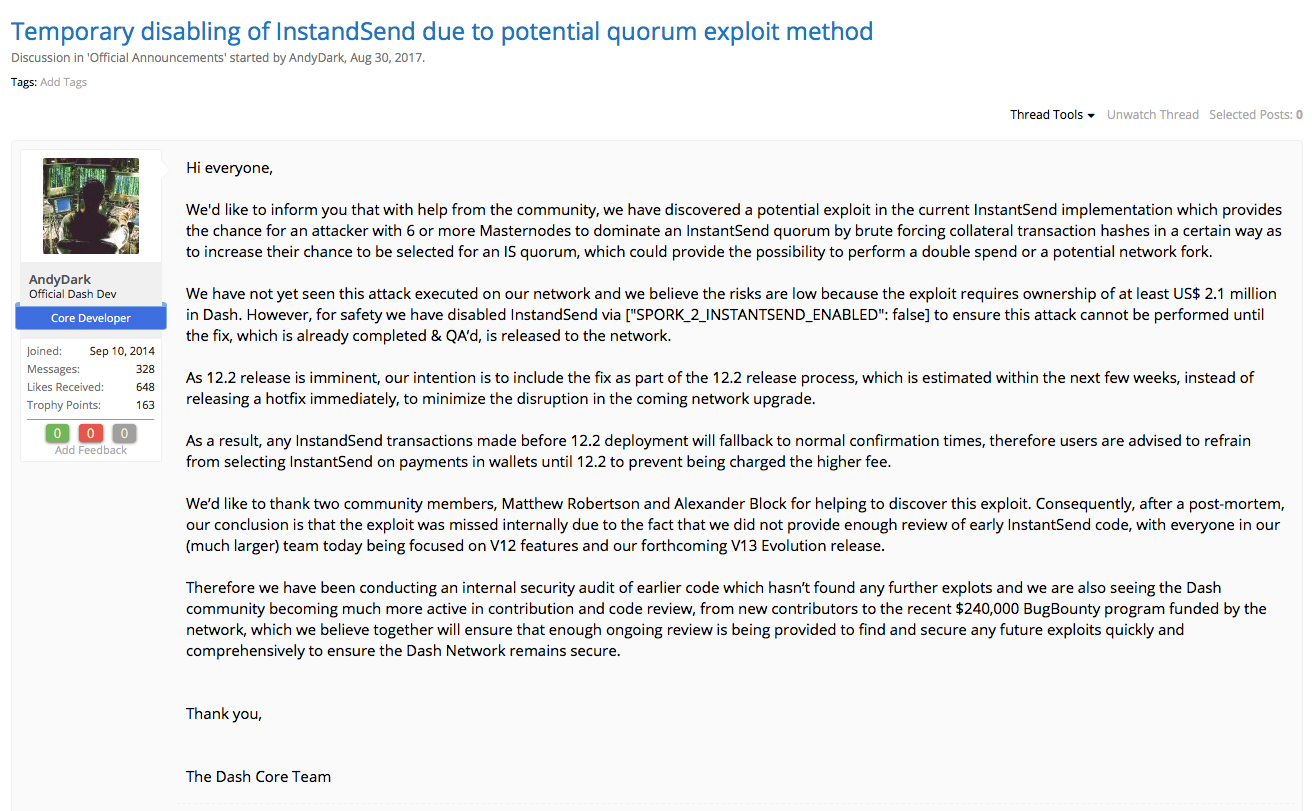 Temporary disabling of InstandSend due to potential quorum exploit method
Discussion in 'Official Announcements' started by AndyDark, Aug 30, 2017.
Tags: Add Tags
Thread Tools Unwatch Thread Selected Posts: 0
AndyDark
Official Dash Dev
Core Developer
Joined: Sep 10, 2014
Messages: 328
Likes Received: 648
Trophy Points: 163
0 0 0
Add Feedback
Hi everyone,
We'd like to inform you that with help from the community, we have discovered a potential exploit in the current InstantSend implementation which provides
the chance for an attacker with 6 or more Masternodes to dominate an InstantSend quorum by brute forcing collateral transaction hashes in a certain way as
to increase their chance to be selected for an IS quorum, which could provide the possibility to perform a double spend or a potential network fork.
We have not yet seen this attack executed on our network and we believe the risks are low because the exploit requires ownership of at least US$ 2.1 million
in Dash. However, for safety we have disabled InstantSend via ["SPORK_2_INSTANTSEND_ENABLED": false] to ensure this attack cannot be performed until
the fix, which is already completed & QA’d, is released to the network.
As 12.2 release is imminent, our intention is to include the fix as part of the 12.2 release process, which is estimated within the next few weeks, instead of
releasing a hotfix immediately, to minimize the disruption in the coming network upgrade.
As a result, any InstandSend transactions made before 12.2 deployment will fallback to normal confirmation times, therefore users are advised to refrain
from selecting InstantSend on payments in wallets until 12.2 to prevent being charged the higher fee.
We’d like to thank two community members, Matthew Robertson and Alexander Block for helping to discover this exploit. Consequently, after a post-mortem,
our conclusion is that the exploit was missed internally due to the fact that we did not provide enough review of early InstantSend code, with everyone in our
(much larger) team today being focused on V12 features and our forthcoming V13 Evolution release.
Therefore we have been conducting an internal security audit of earlier code which hasn’t found any further explots and we are also seeing the Dash
community becoming much more active in contribution and code review, from new contributors to the recent $240,000 BugBounty program funded by the
network, which we believe together will ensure that enough ongoing review is being provided to find and secure any future exploits quickly and
comprehensively to ensure the Dash Network remains secure.
Thank you,
The Dash Core Team